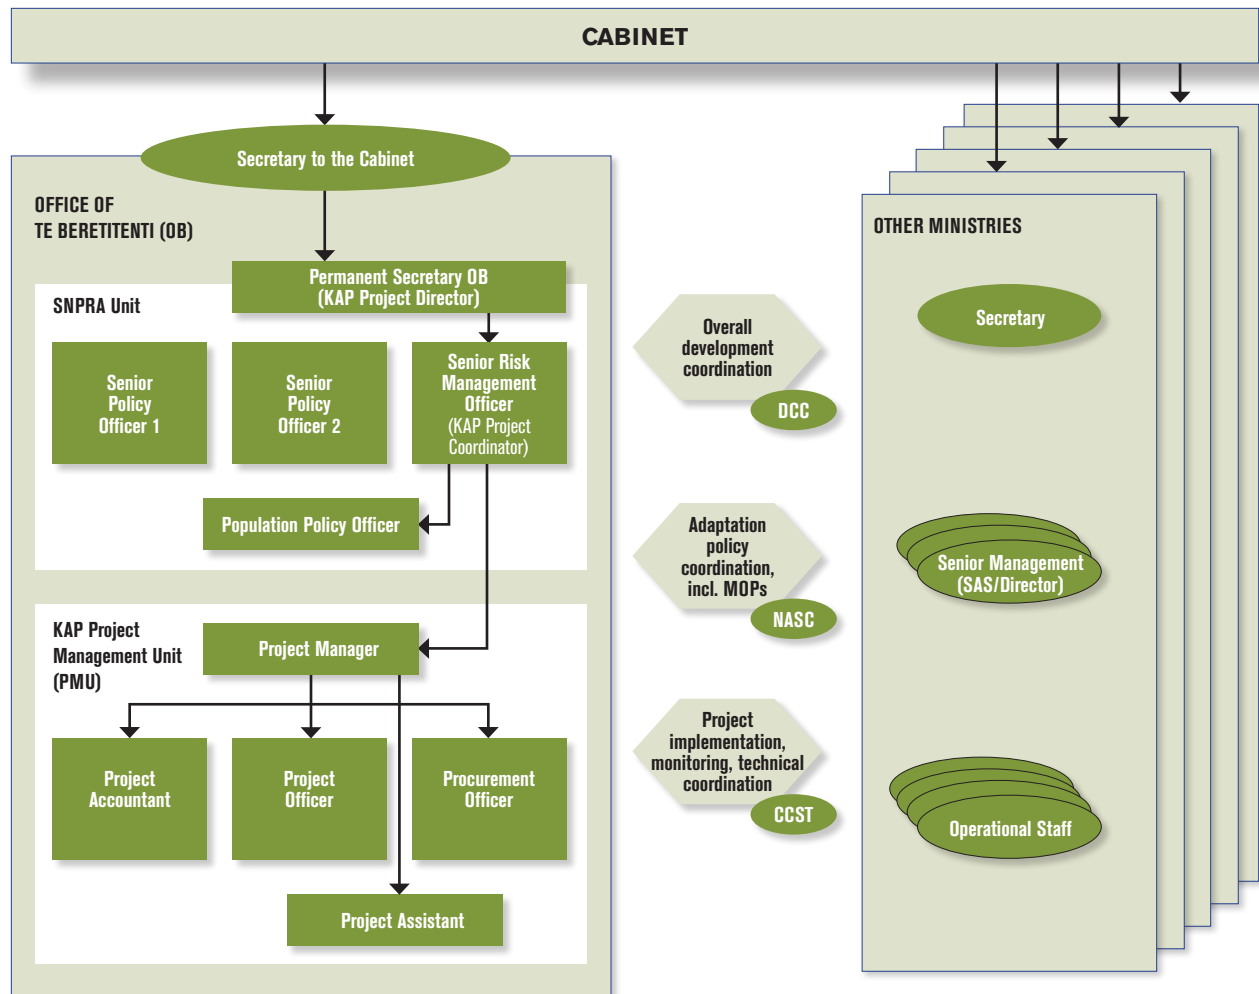 CABINET
Secretary to the Cabinet
OFFICE OF
TE BERETITENTI (OB)
Permanent Secretary OB
(KAP Project Director)
SNPRA Unit
Senior
Policy
Officer 1
Senior
Policy
Officer 2
Senior Risk
Management
Officer
(KAP Project
Coordinator)
Population Policy Officer
KAP Project
Management Unit
(PMU)
Project Manager
Project
Accountant
Project
Officer
Procurement
Officer
Project Assistant
Overall
development
coordination
DCC
Adaptation
policy
coordination,
incl. MOPs
NASC
Project
implementation,
monitoring, technical
coordination
CCST
OTHER MINISTRIES
Secretary
Senior Management
(SAS/Director)
Operational Staff